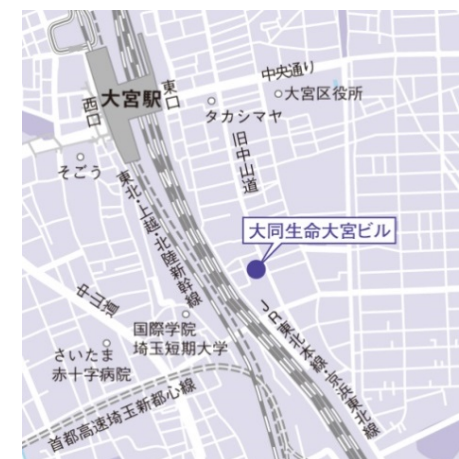 中央通り
大宮区役所
大宮駅
東口
西口
タカシマヤ
旧中山道
そごう
東北・上越・北陸新幹線
大同生命大宮ビル
中山道
国際学院
埼玉短期大学
JR東北本線・京浜東北線
さいたま
赤十字病院
首都高速埼玉新都心線